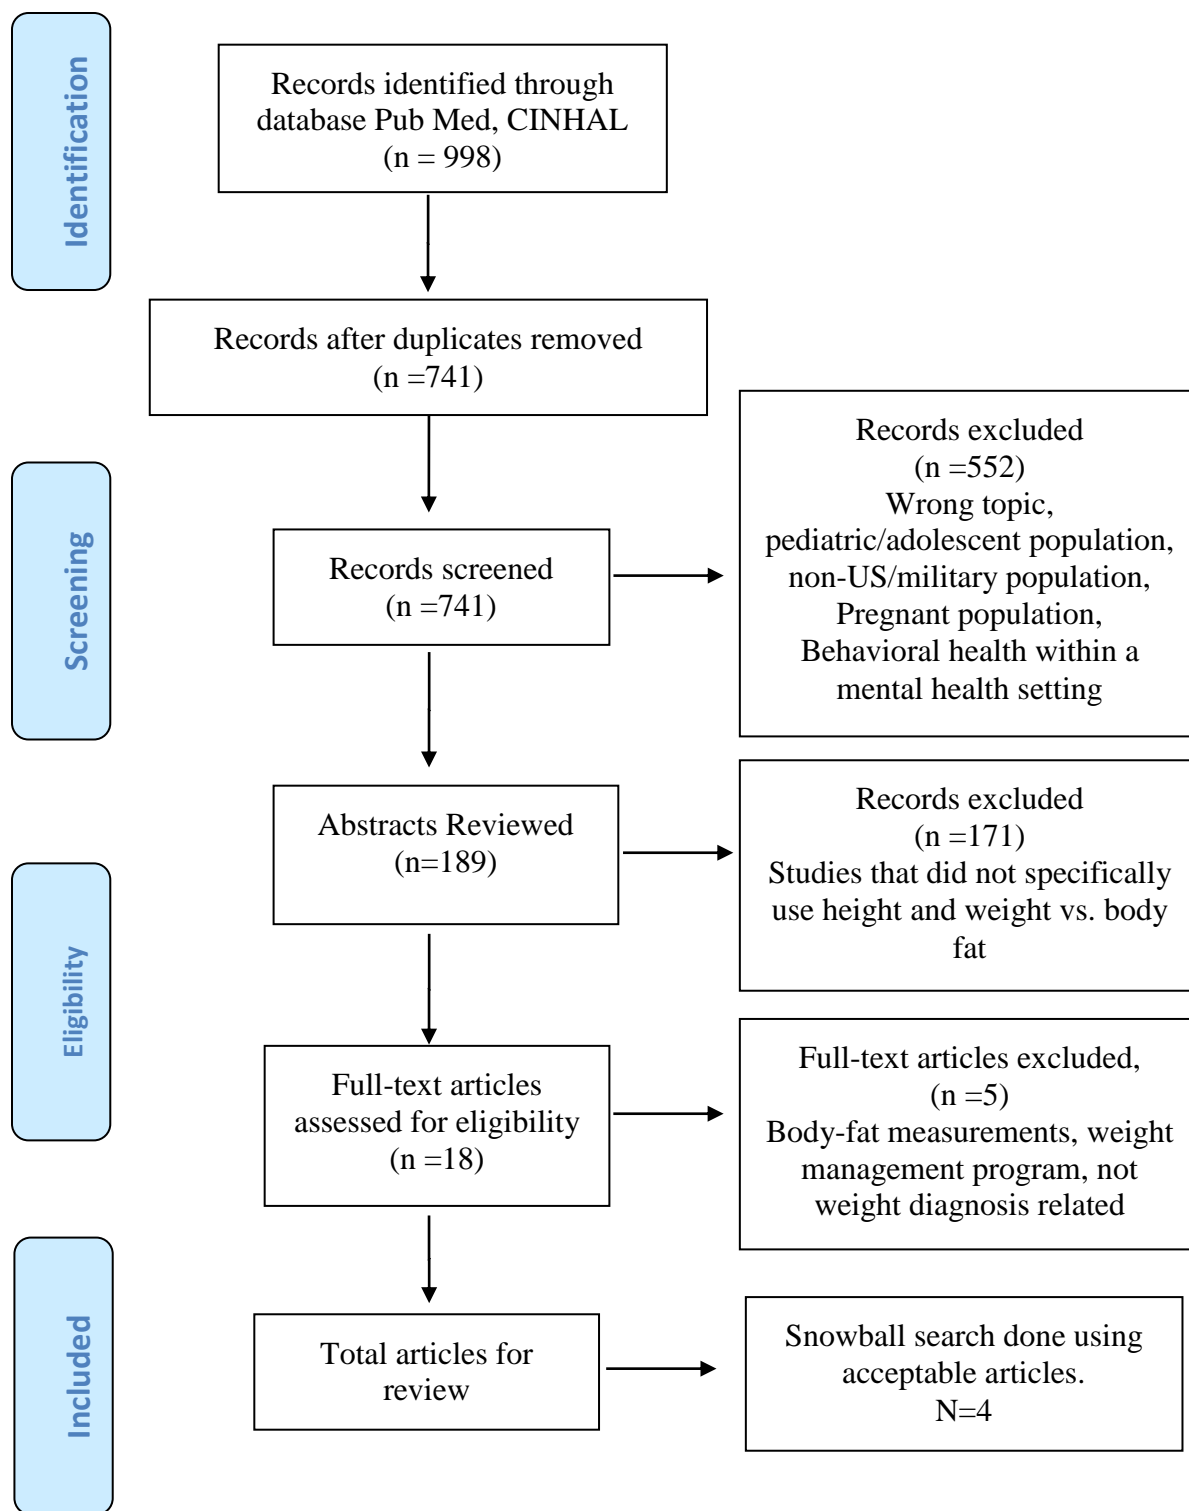 Identification
Records identified through
database Pub Med, CINHAL
(n = 998)
Records after duplicates removed
(n =741)
Screening
Records screened
(n =741)
Records excluded
(n =552)
Wrong topic,
pediatric/adolescent population,
non-US/military population,
Pregnant population,
Behavioral health within a
mental health setting
Abstracts Reviewed
(n=189)
Records excluded
(n =171)
Studies that did not specifically
use height and weight vs. body
fat
Eligibility
Full-text articles
assessed for eligibility
(n =18)
Full-text articles excluded,
(n =5)
Body-fat measurements, weight
management program, not
weight diagnosis related
Included
Total articles for
review
Snowball search done using
acceptable articles.
N=4